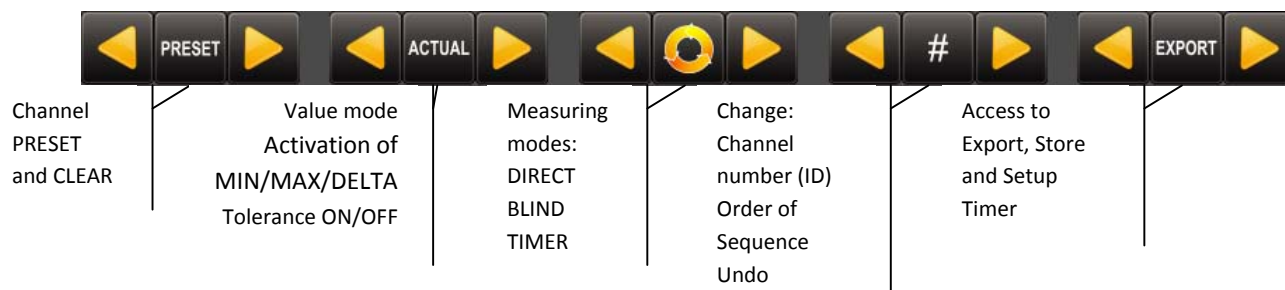 PRESET
ACTUAL
#
EXPORT
Channel
PRESET
and CLEAR
Value mode
Activation of
MIN/MAX/DELTA
Tolerance ON/OFF
Measuring
modes:
DIRECT
BLIND
TIMER
Change:
Channel
number (ID)
Order of
Sequence
Undo
Access to
Export, Store
and Setup
Timer